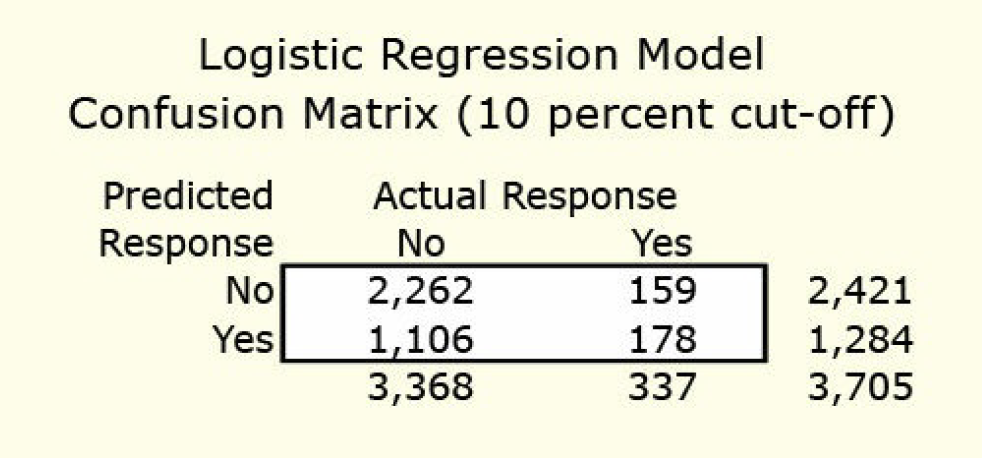 Logistic Regression Model
Confusion Matrix (10 percent cut-off)
Predicted Actual Response
Response No Yes
No 2,262 159 2,421
Yes 1,106 178 1,284
3,368 337 3,705